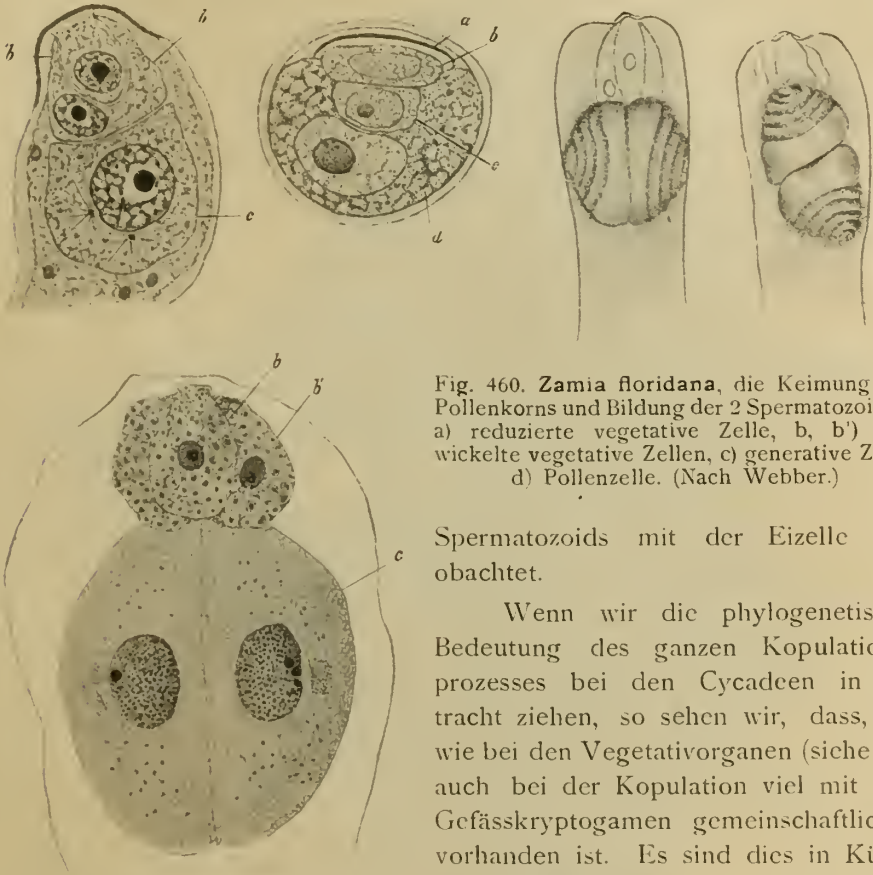 b
h
c
a
b
c
d
b
b
c
Fig. 460. Zamia floridana, die Keimung
Pollenkorns und Bildung der 2 Spermatozoi
a) reduzierte vegetative Zelle, b, b')
wickelte vegetative Zellen, c) generative Z
d) Pollenzelle. (Nach Webber.)
Spermatozoids mit der Eizelle
obachtet.
Wenn wir die phylogenetis
Bedeutung des ganzen Kopulatio
prozesses bei den Cycadeen in
tracht ziehen, so sehen wir, dass,
wie bei den Vegetativorganen (siehe
auch bei der Kopulation viel mit
Gefässkryptogamen gemeinschaftlic
vorhanden ist. Es sind dies in Kü